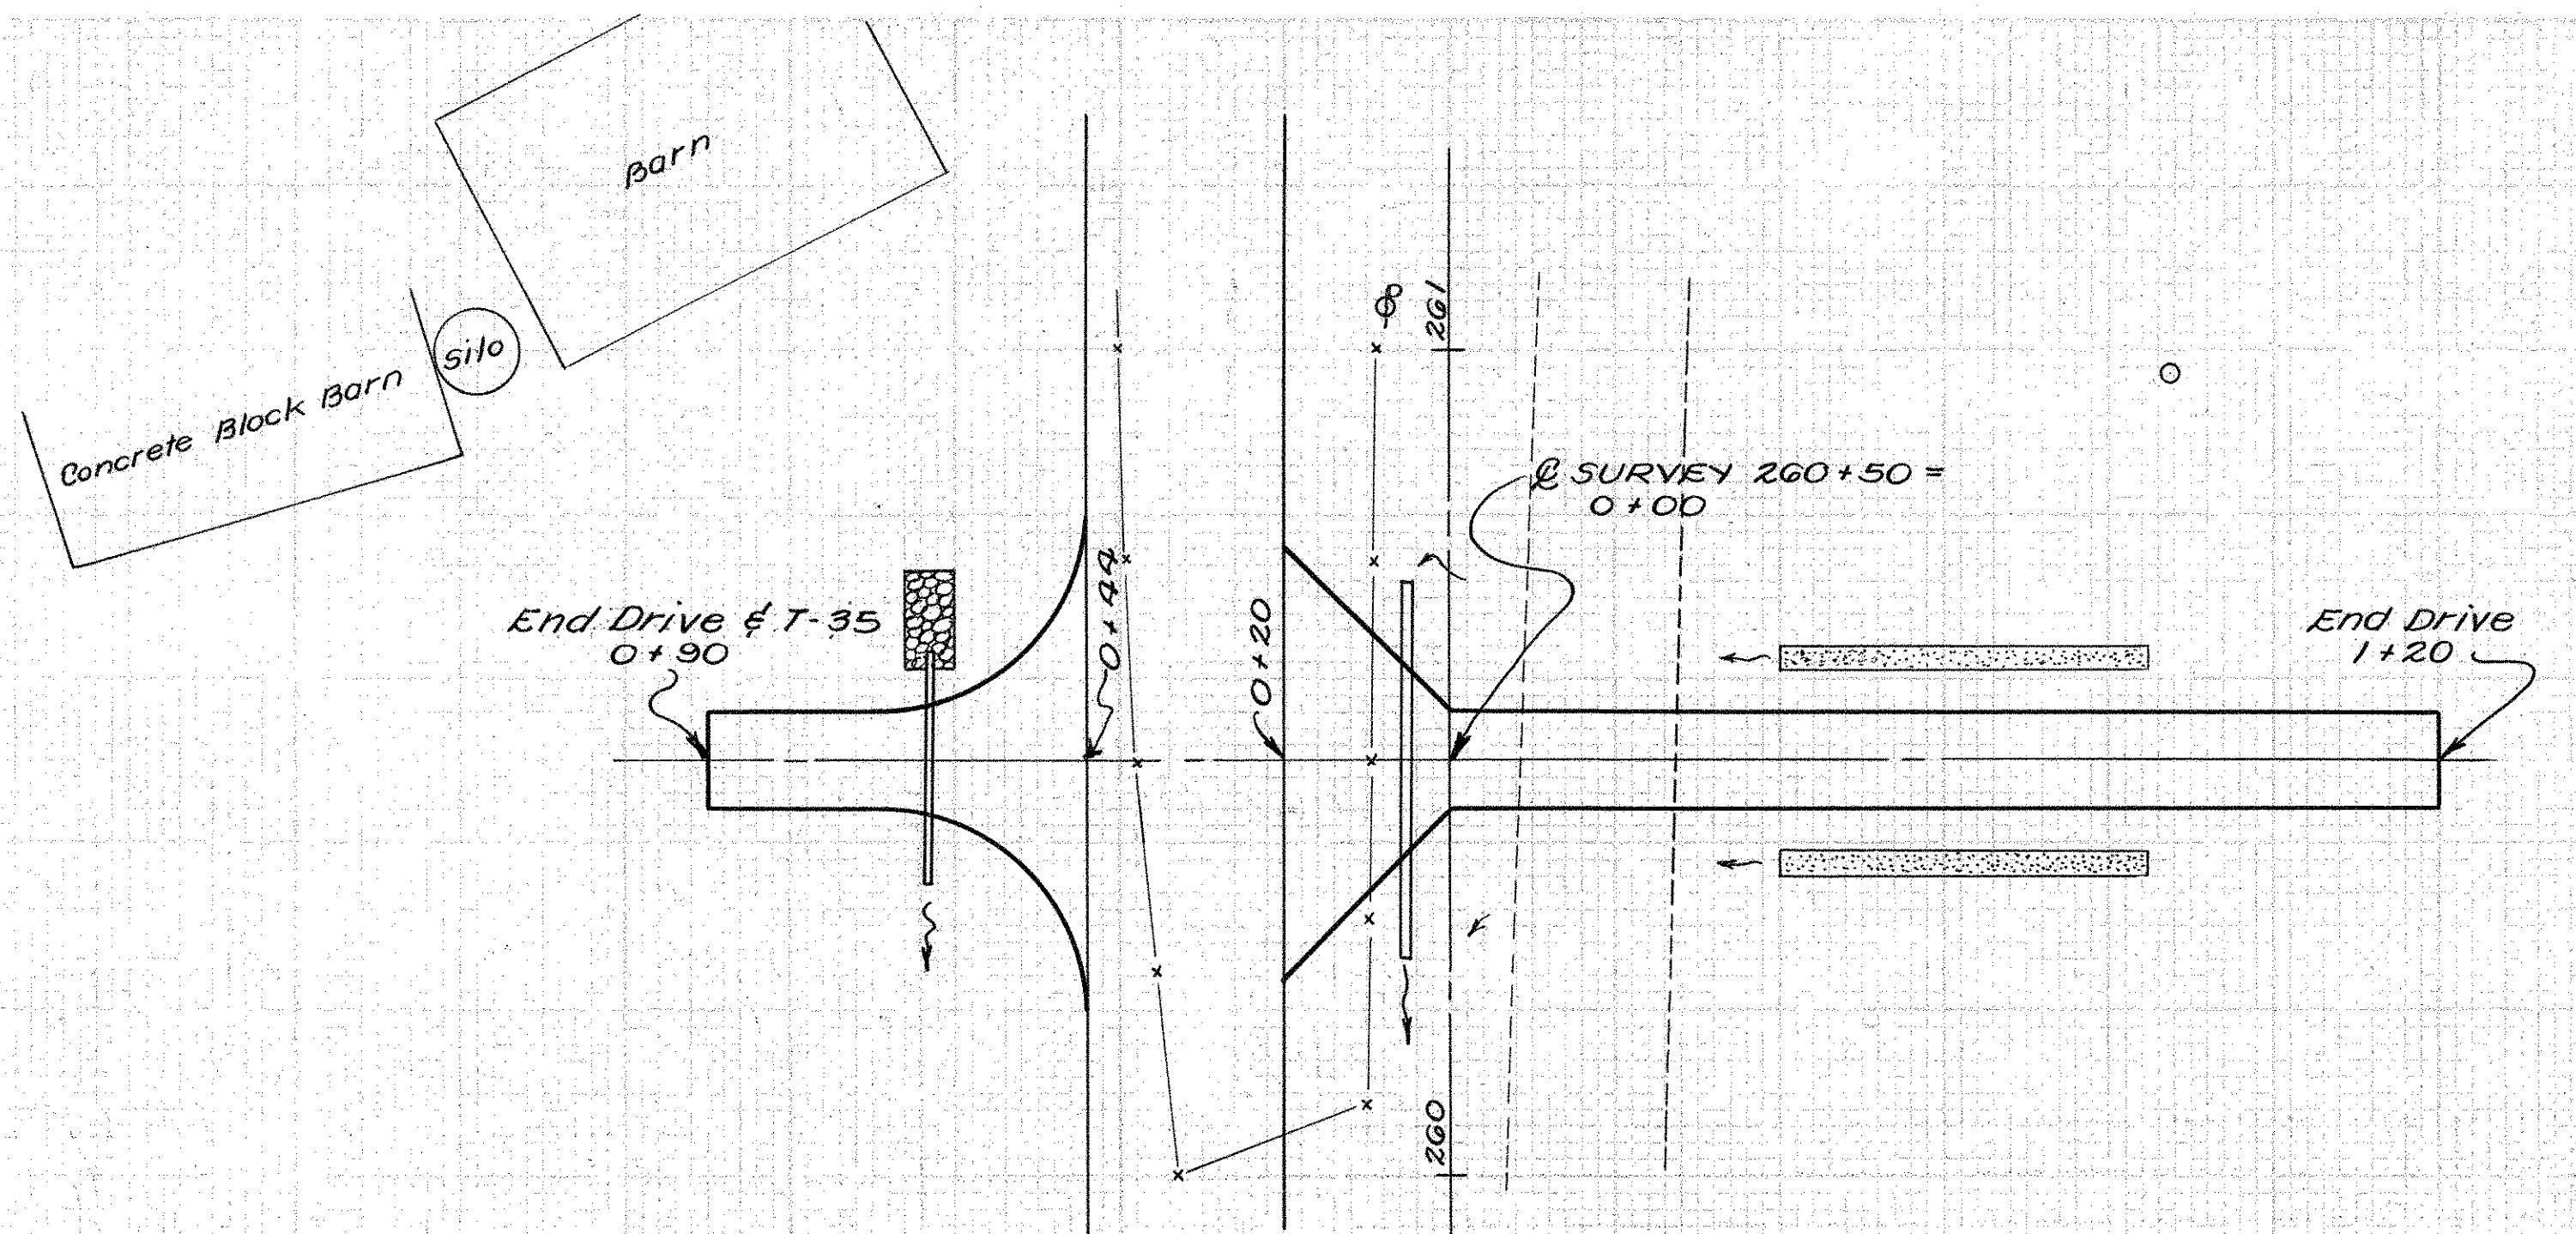 Barn
Silo
Concrete Block Barn
261
℄ SURVEY 260+50 =
0+00
End Drive & T-35
0+90
0+44
0+20
End Drive
1+20
260